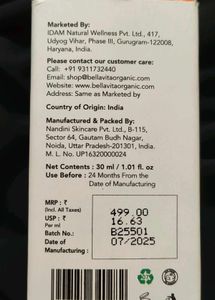 Marketed By:
IDAM Natural Wellness Pvt. Ltd., 417,
Udyog Vihar, Phase III, Gurugram-122008,
Haryana, India.
Please contact our customer care:
Call: +91 9311732440
Email: shop@bellavitaorganic.com
Website: www.bellavitaorganic.com
Address: Same as Marketed by
Country of Origin: India
Manufactured & Packed By:
Nandini Skincare Pvt. Ltd., B-115,
Sector 64, Gautam Budh Nagar,
Noida, Uttar Pradesh-201301, India.
M. L. No. UP16320000024
Net Contents : 30 ml / 1.01 fl. oz.
Use Before : 24 Months From the
Date of Manufacturing
MRP : ₹ 499.00
(Incl. All Taxes)
USP : ₹ 16.63
Per ml
Batch No.: B25501
Date of 07/2025
Manufacturing :